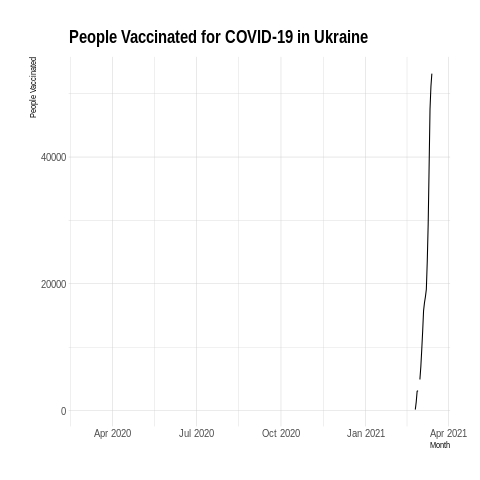 People Vaccinated for COVID-19 in Ukraine
People Vaccinated
40000
20000
0
Apr 2020 Jul 2020 Oct 2020 Jan 2021 Apr 2021
Month